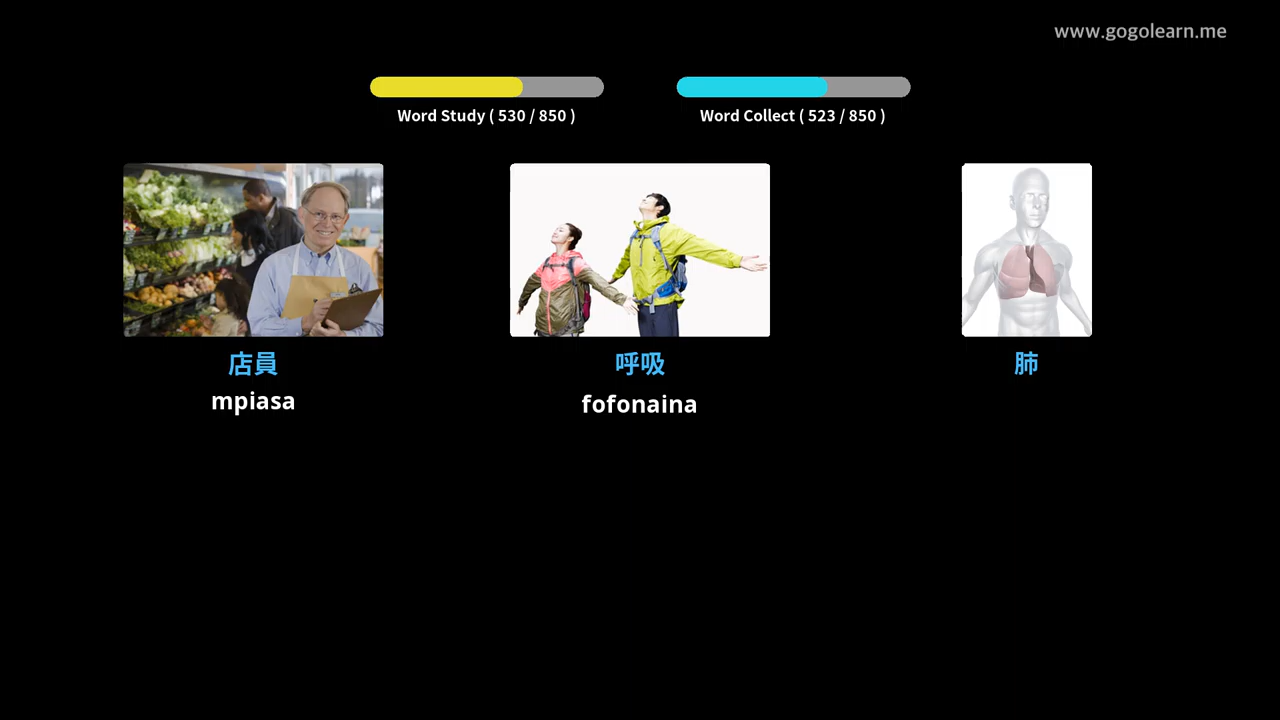 www.gogolearn.me
Word Study ( 530 / 850 )
Word Collect ( 523 / 850 )
店員
呼吸
肺
mpiasa
fofonaina